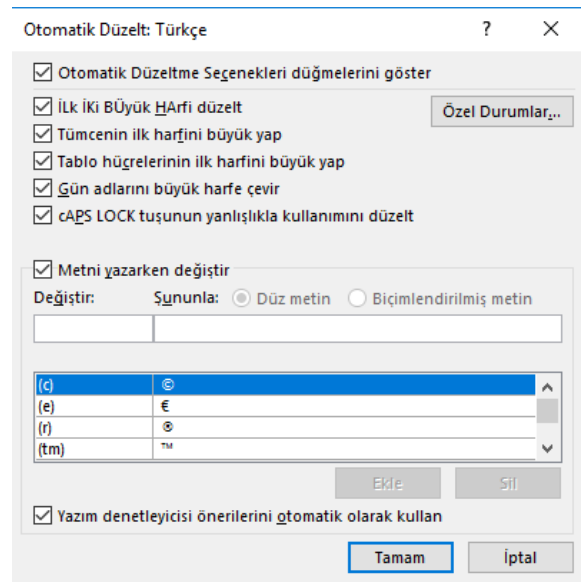 Otomatik Düzelt: Türkçe ? ×
Otomatik Düzeltme Seçenekleri düğmelerini göster
İLk İKi BÜyük HArfi düzelt
Özel Durumlar...
Tümcenin ilk harfini büyük yap
Tablo hücrelerinin ilk harfini büyük yap
Gün adlarını büyük harfe çevir
cAPS LOCK tuşunun yanlışlıkla kullanımını düzelt
Metni yazarken değiştir
Değiştir: Şununla: Düz metin Biçimlendirilmiş metin
(c) ©
(e) €
(r) ®
(tm) ™
Ekle Sil
Yazım denetleyicisi önerilerini otomatik olarak kullan
Tamam İptal